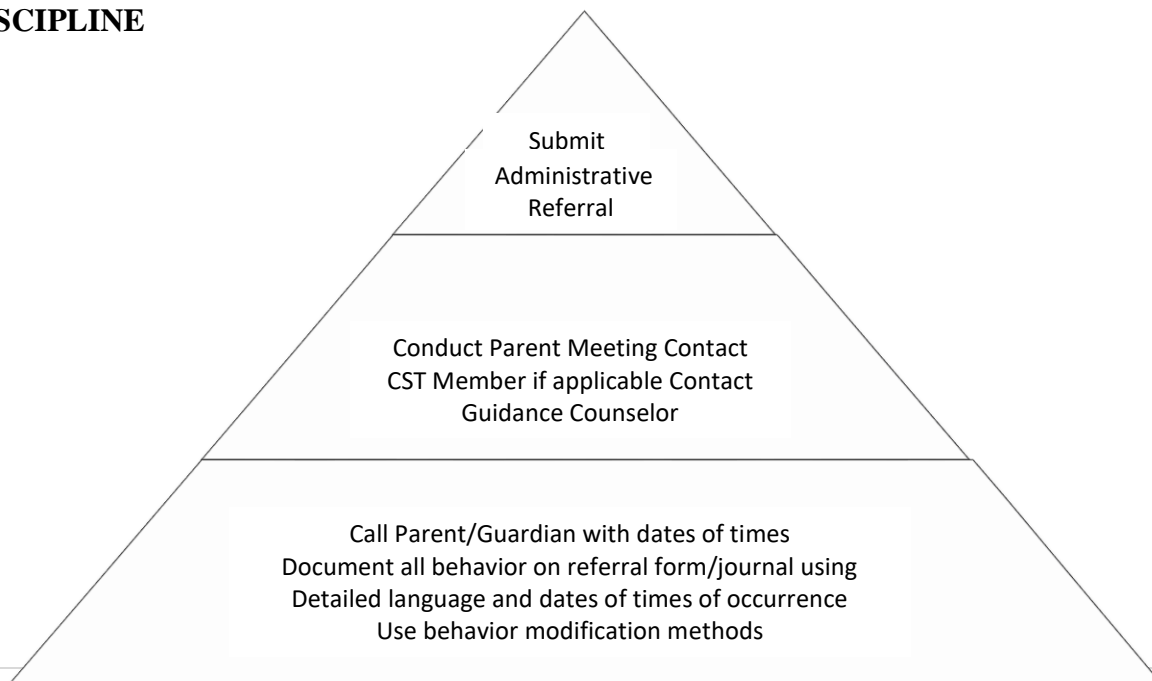 SCIPLINE
Submit
Administrative
Referral
Conduct Parent Meeting Contact
CST Member if applicable Contact
Guidance Counselor
Call Parent/Guardian with dates of times
Document all behavior on referral form/journal using
Detailed language and dates of times of occurrence
Use behavior modification methods